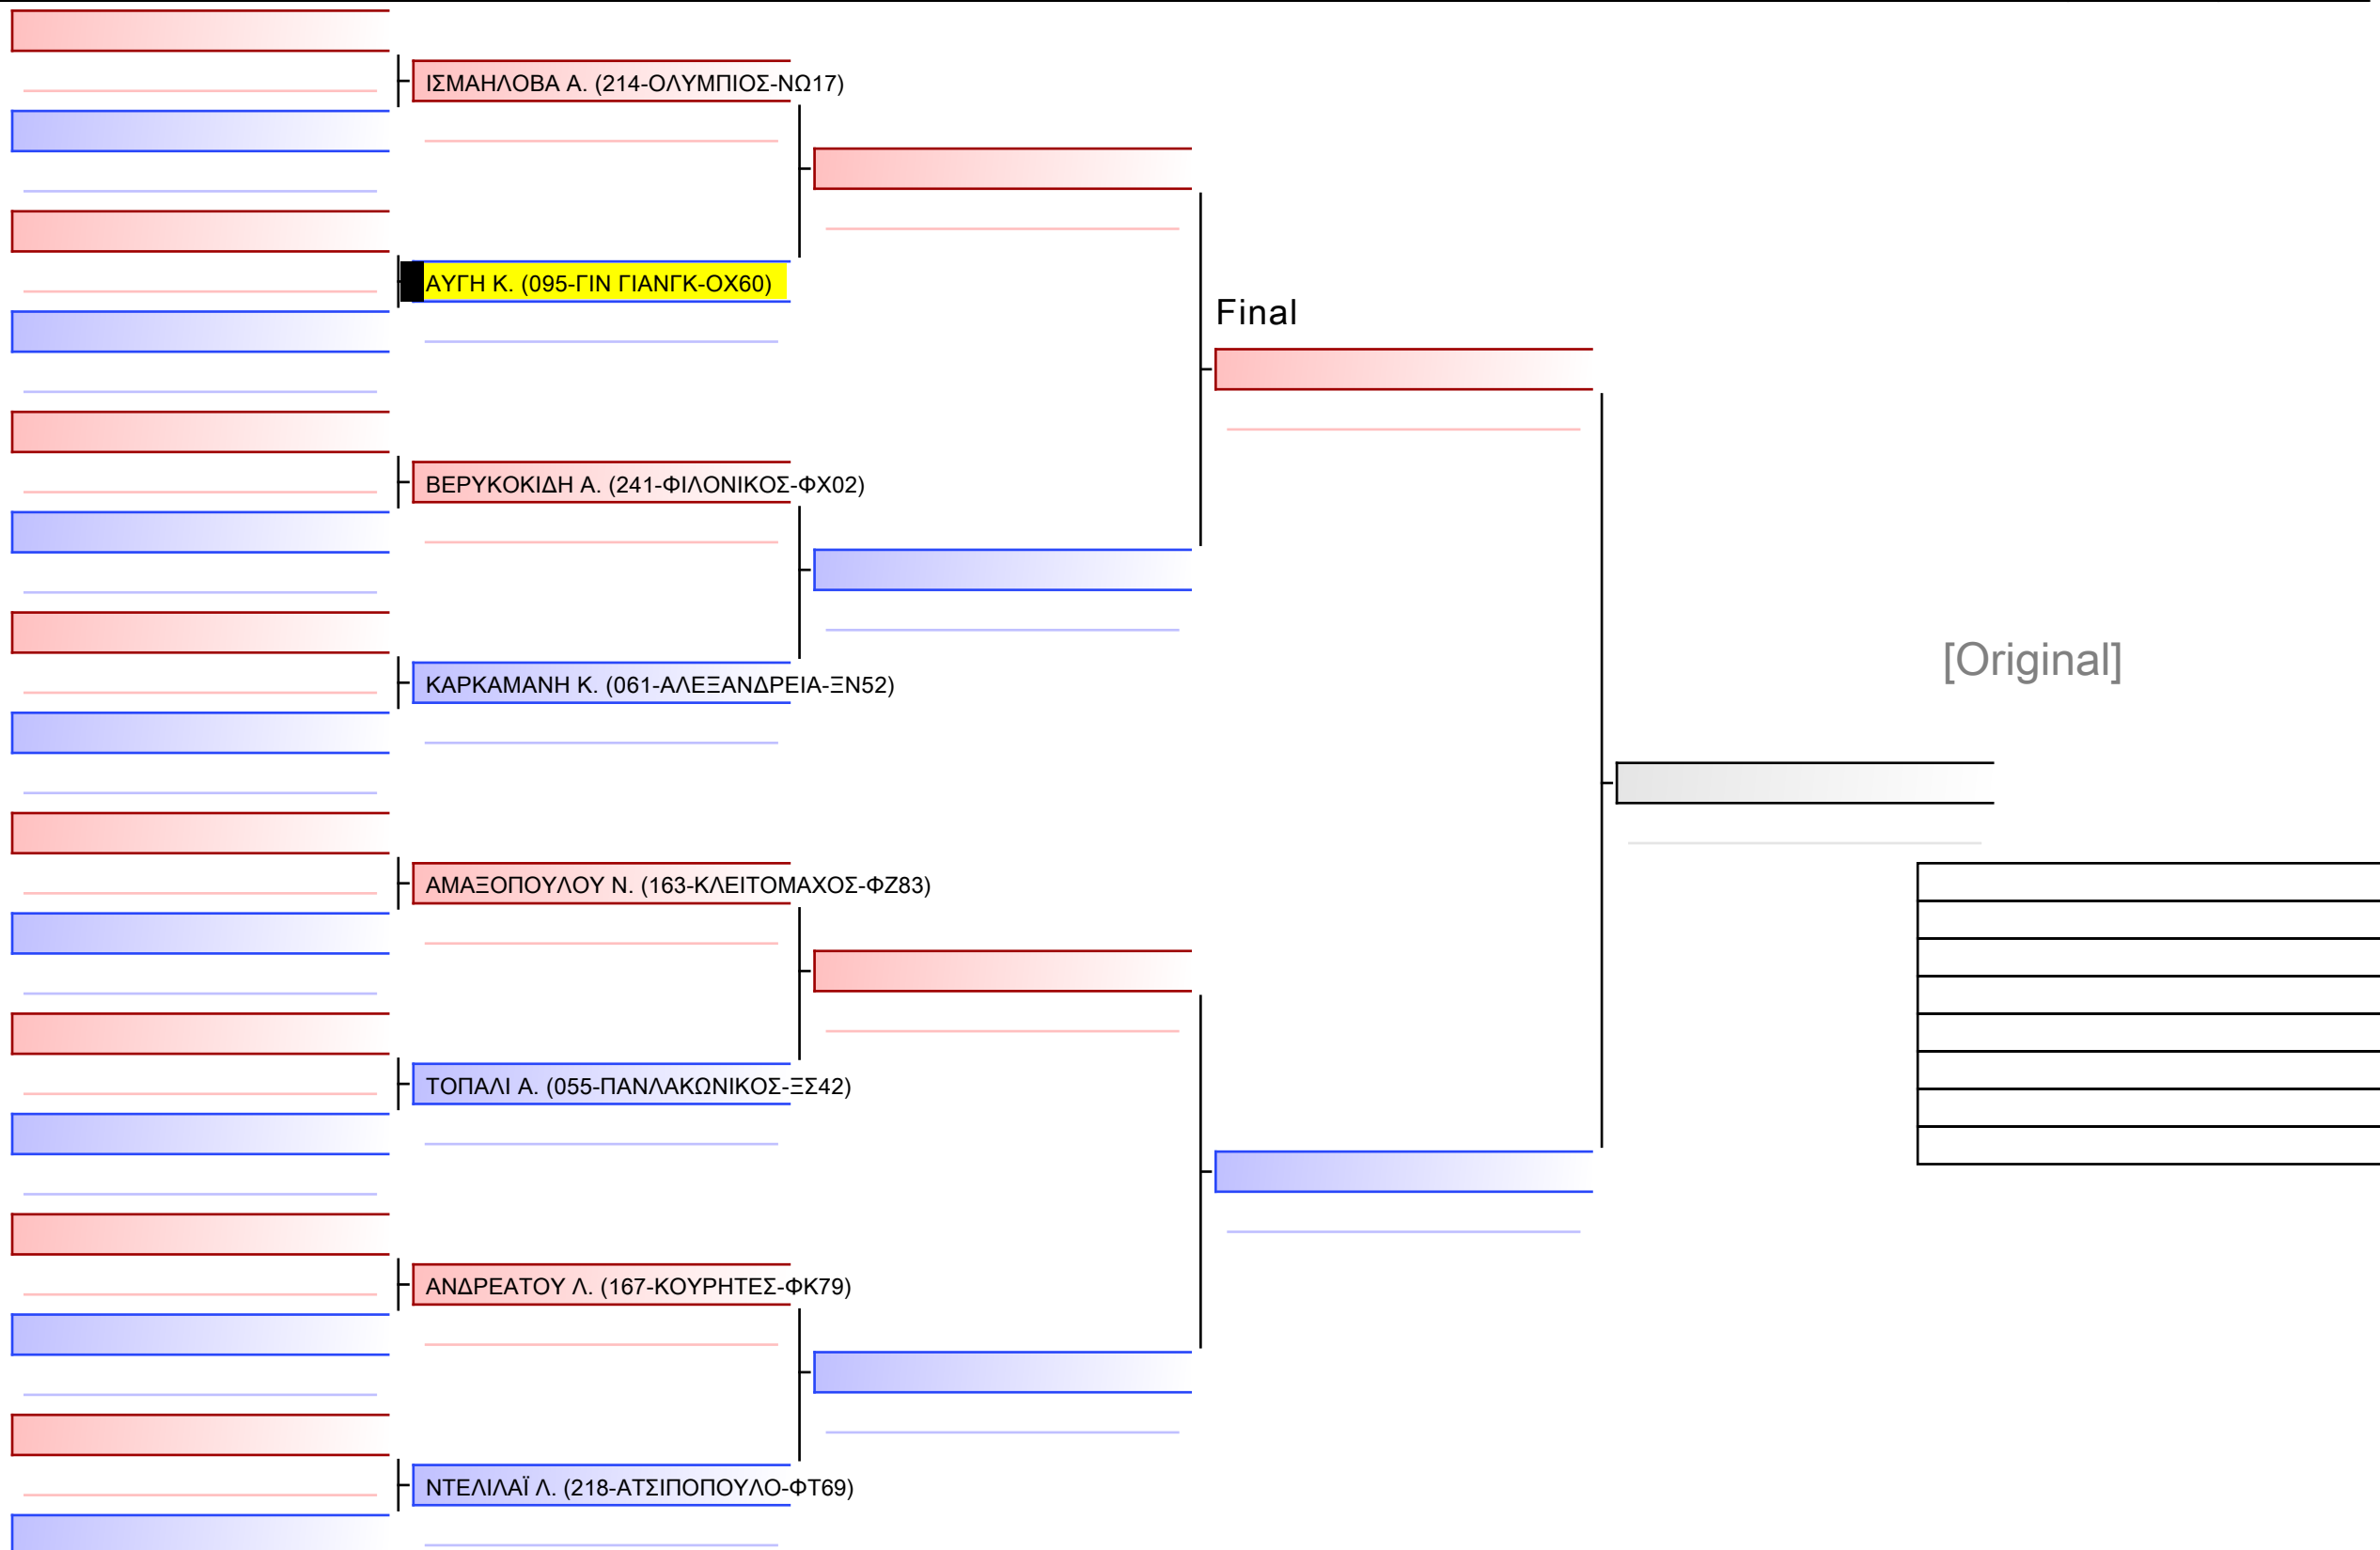 ΙΣΜΑΗΛΟΒΑ Α. (214-ΟΛΥΜΠΙΟΣ-ΝΩ17)
ΑΥΓΗ Κ. (095-ΓΙΝ ΓΙΑΝΓΚ-ΟΧ60)
Final
ΒΕΡΥΚΟΚΙΔΗ Α. (241-ΦΙΛΟΝΙΚΟΣ-ΦΧ02)
[Original]
ΚΑΡΚΑΜΑΝΗ Κ. (061-ΑΛΕΞΑΝΔΡΕΙΑ-ΞΝ52)
ΑΜΑΞΟΠΟΥΛΟΥ Ν. (163-ΚΛΕΙΤΟΜΑΧΟΣ-ΦΖ83)
ΤΟΠΑΛΙ Α. (055-ΠΑΝΛΑΚΩΝΙΚΟΣ-ΞΣ42)
ΑΝΔΡΕΑΤΟΥ Λ. (167-ΚΟΥΡΗΤΕΣ-ΦΚ79)
ΝΤΕΛΙΛΑΪ Λ. (218-ΑΤΣΙΠΟΠΟΥΛΟ-ΦΤ69)